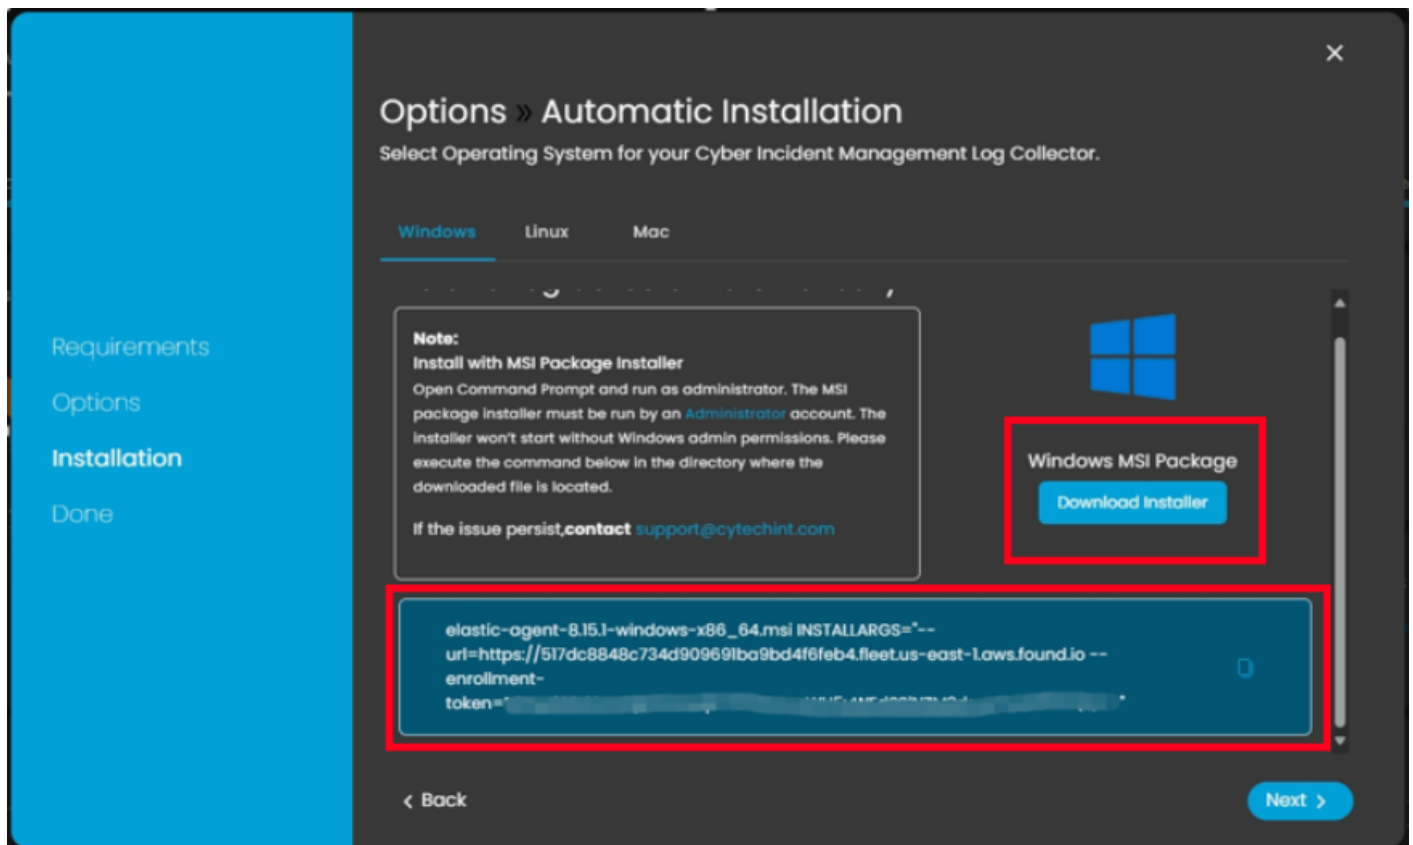 Options » Automatic Installation
Select Operating System for your Cyber Incident Management Log Collector.
Windows
Linux
Mac
Requirements
Options
Installation
Done
Note:
Install with MSI Package Installer
Open Command Prompt and run as administrator. The MSI
package installer must be run by an Administrator account. The
installer won't start without Windows admin permissions. Please
execute the command below in the directory where the
downloaded file is located.
If the issue persist,contact support@cytechint.com
Windows MSI Package
Download Installer
elastic-agent-8.15.1-windows-x86_64.msi INSTALLARGS="--
url=https://517dc8848c734d909691ba9bd4f6feb4.fleet.us-east-1.aws.found.io --
enrollment-
token=
Back
Next